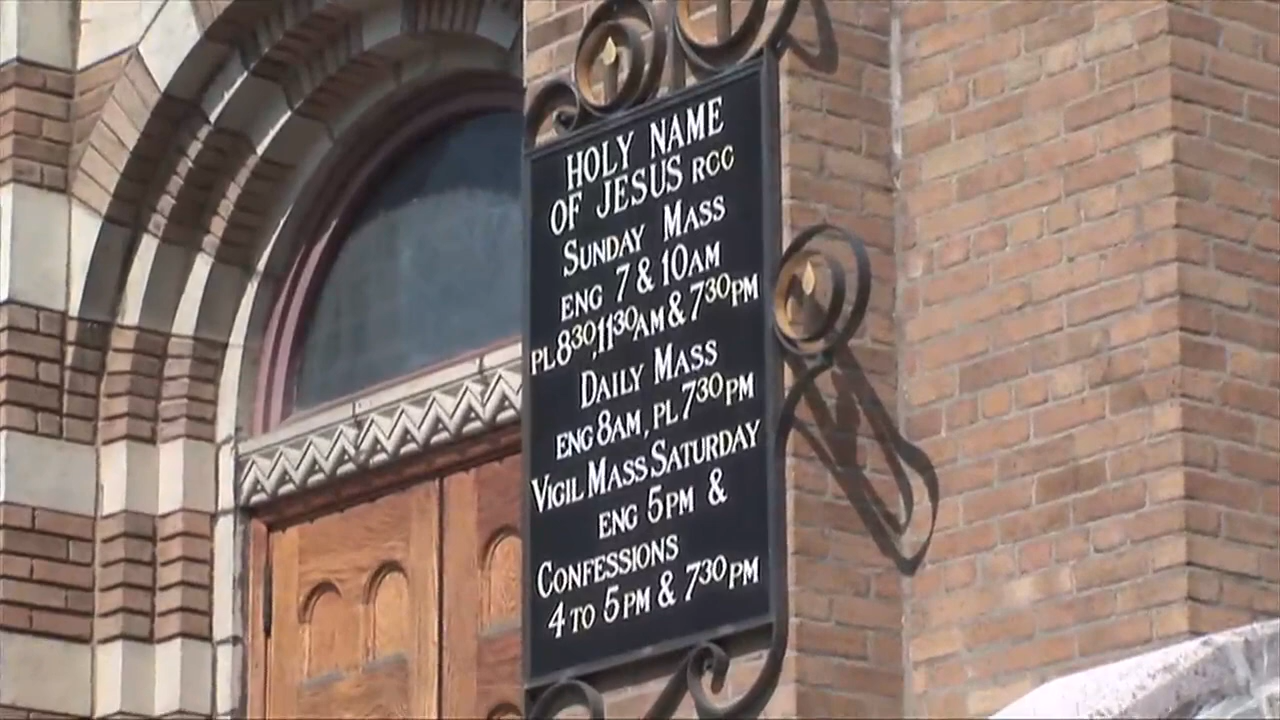 HOLY NAME
OF JESUS RCC
SUNDAY MASS
ENG 7 & 10AM
PL 8³⁰, 11³⁰AM & 7³⁰PM
DAILY MASS
ENG 8AM, PL 7³⁰PM
VIGIL MASS SATURDAY
ENG 5PM &
CONFESSIONS
4 TO 5PM & 7³⁰PM